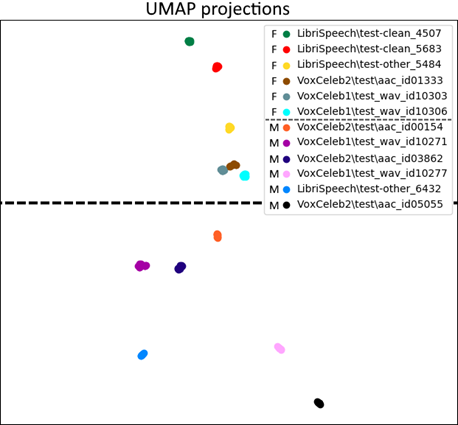 UMAP projections
F LibriSpeech\test-clean_4507
F LibriSpeech\test-clean_5683
F LibriSpeech\test-other_5484
F VoxCeleb2\test\aac_id01333
F VoxCeleb1\test_wav_id10303
F VoxCeleb1\test_wav_id10306
M VoxCeleb2\test\aac_id00154
M VoxCeleb1\test_wav_id10271
M VoxCeleb2\test\aac_id03862
M VoxCeleb1\test_wav_id10277
M LibriSpeech\test-other_6432
M VoxCeleb2\test\aac_id05055